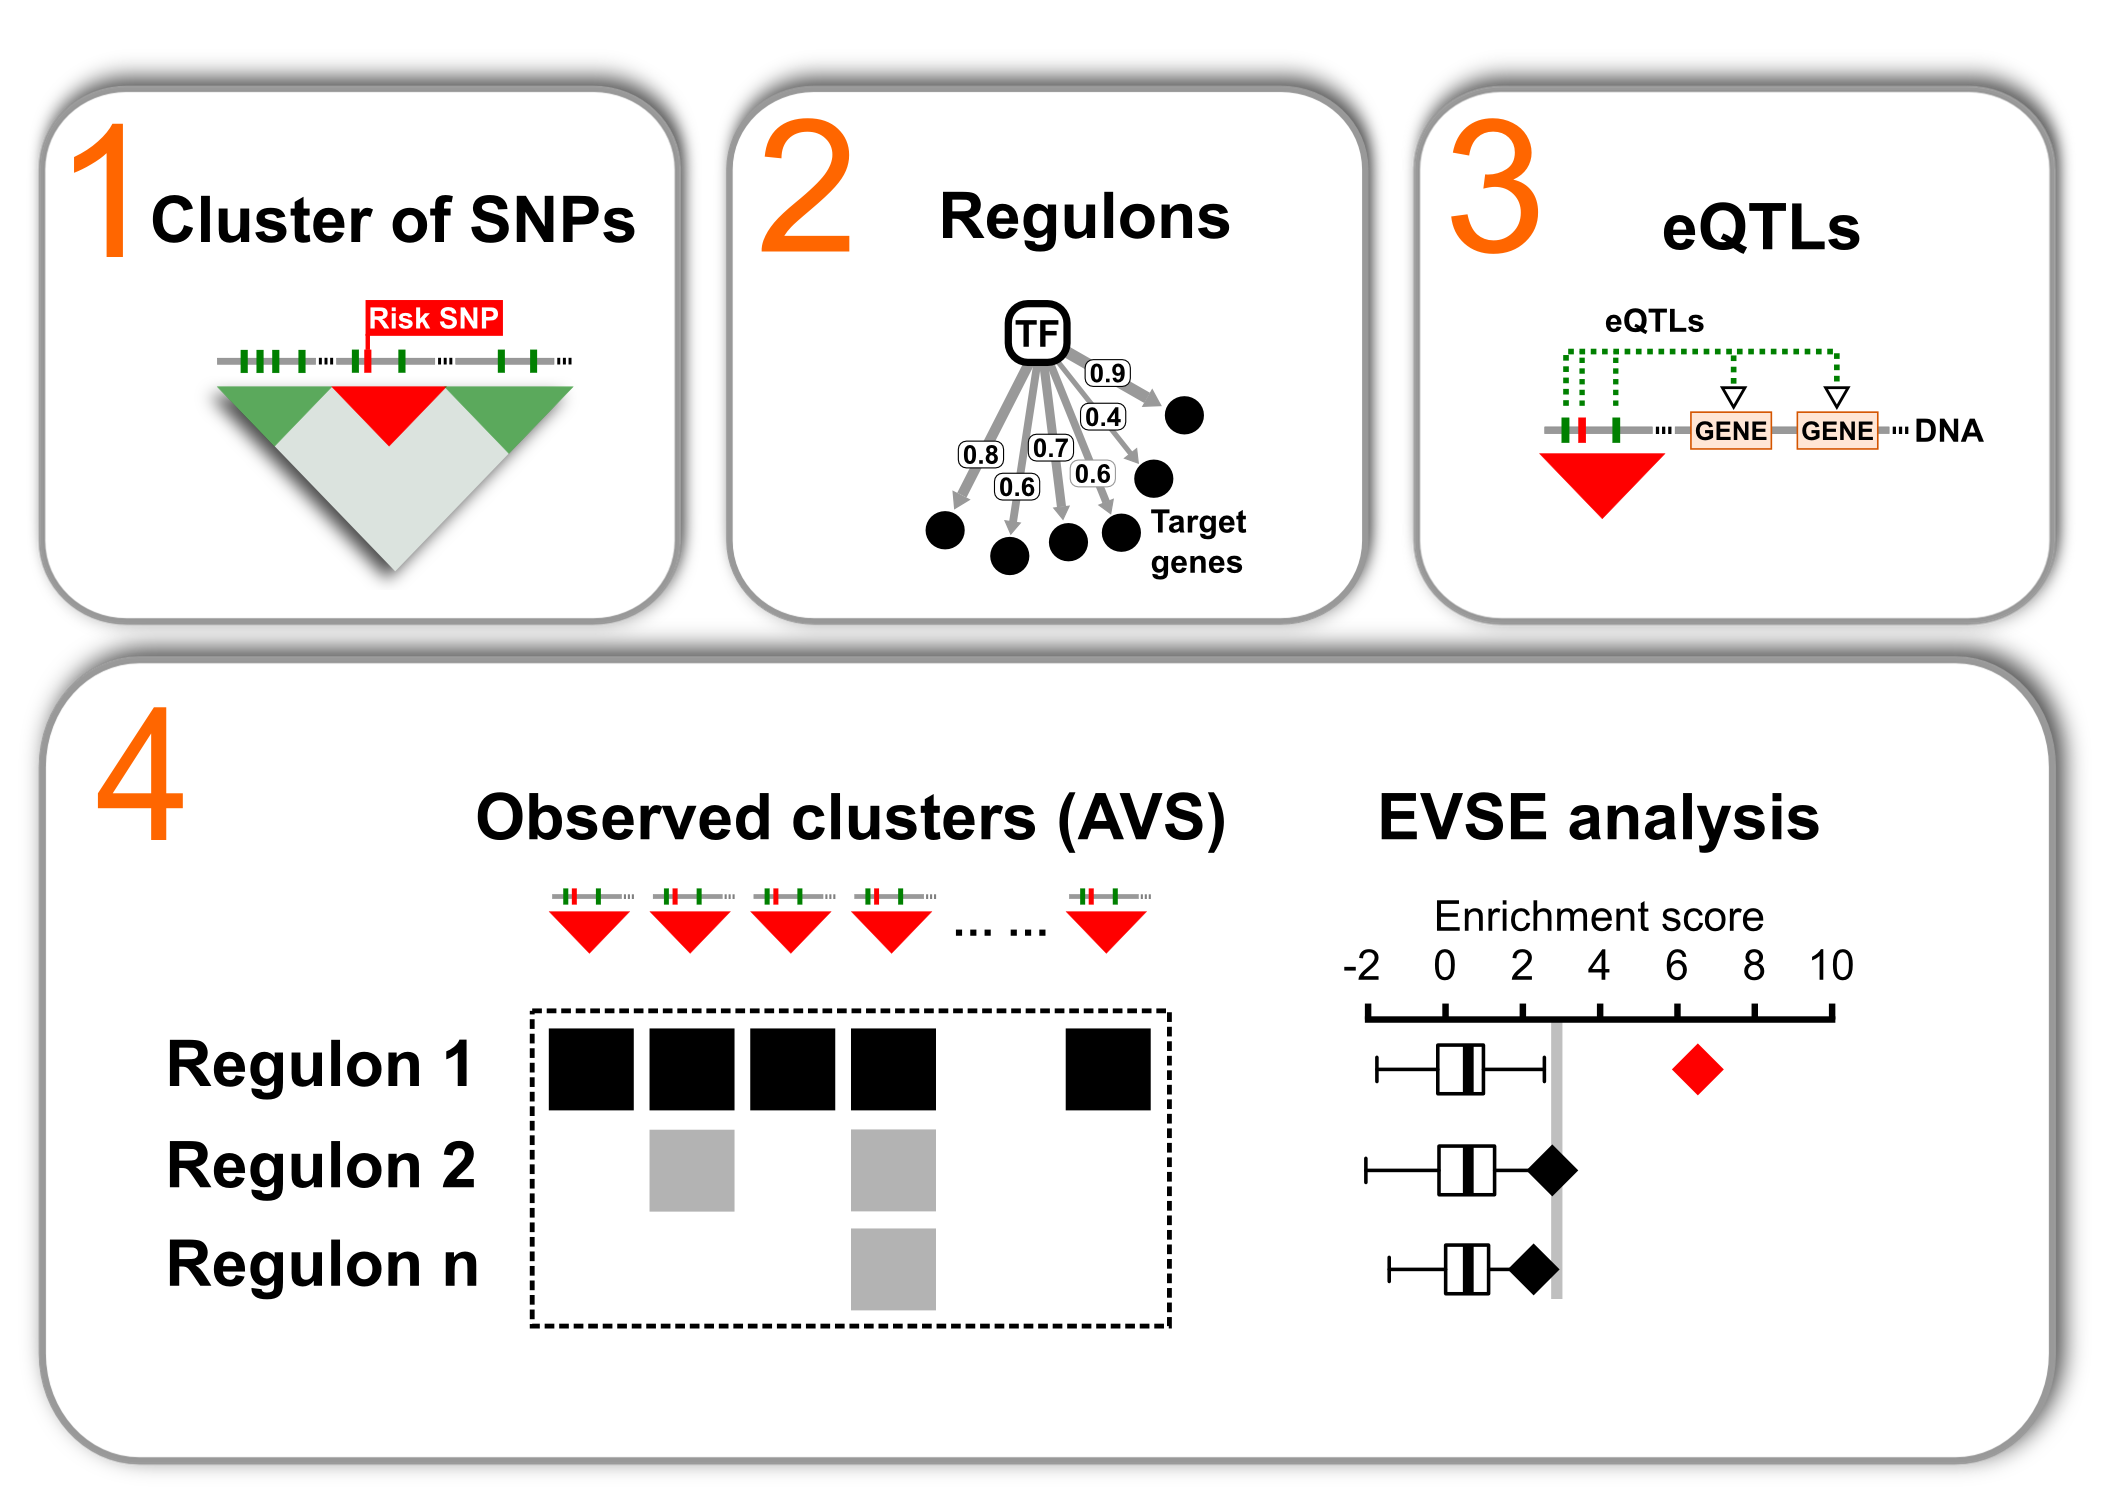 1
Cluster of SNPs
Risk SNP
2
Regulons
TF
0.9
0.4
0.8
0.7
0.6
0.6
Target
genes
3
eQTLs
eQTLs
GENE GENE DNA
4
Observed clusters (AVS)
... ...
Regulon 1
Regulon 2
Regulon n
EVSE analysis
Enrichment score
-2 0 2 4 6 8 10